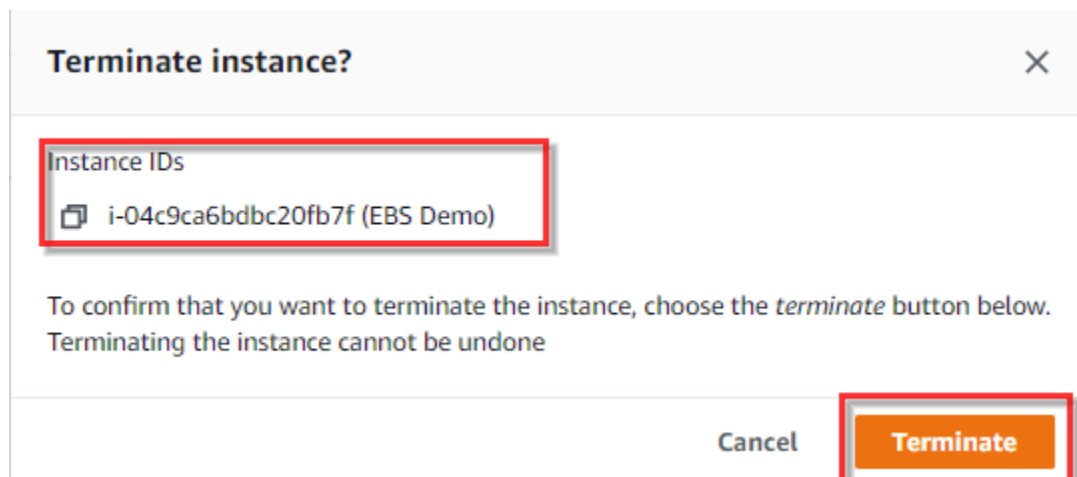 Terminate instance?
Instance IDs
i-04c9ca6bdbc20fb7f (EBS Demo)
To confirm that you want to terminate the instance, choose the terminate button below.
Terminating the instance cannot be undone
Cancel Terminate